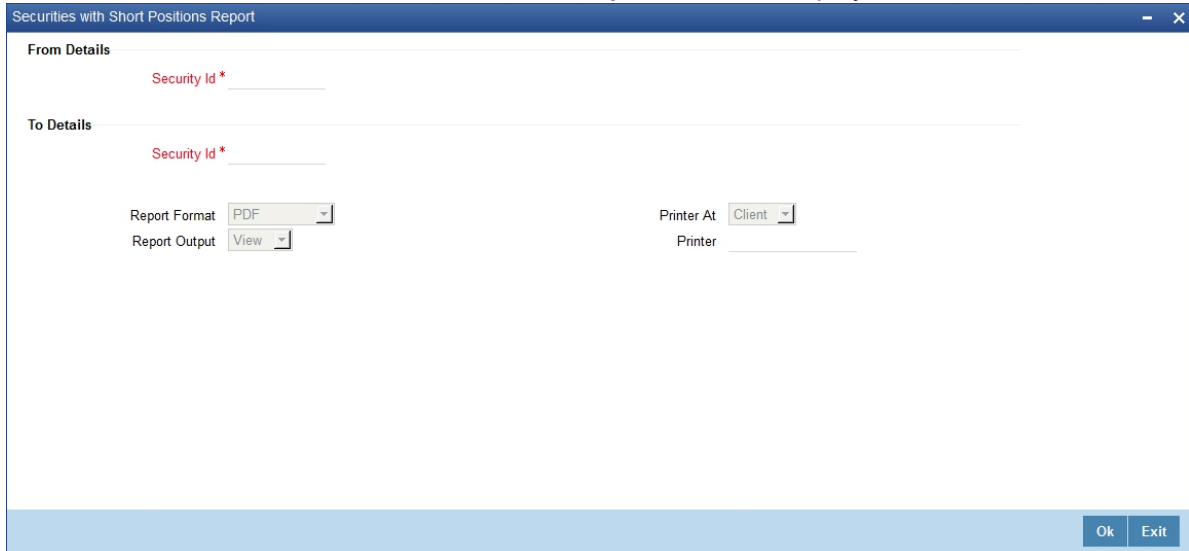 Securities with Short Positions Report
From Details
Security Id *
To Details
Security Id *
Report Format PDF Printer At Client
Report Output View Printer
Ok Exit